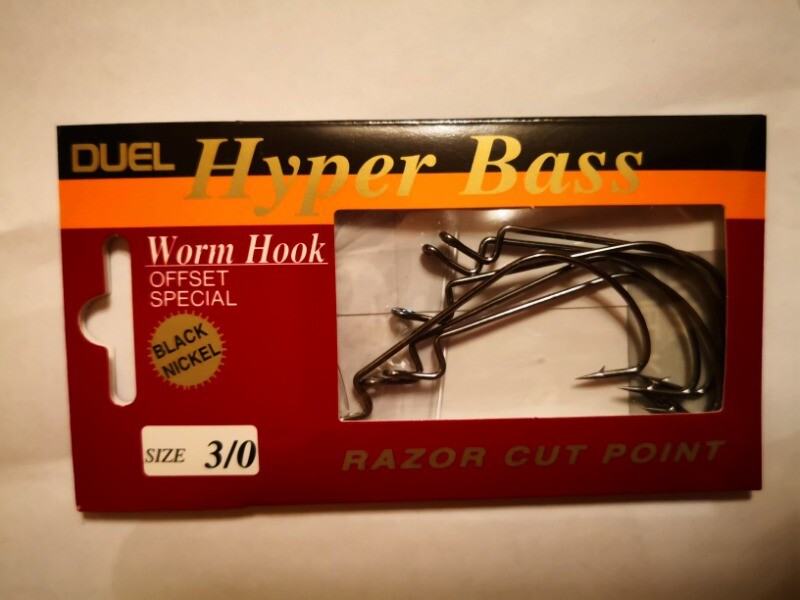 DUEL Hyper Bass
Worm Hook
OFFSET
SPECIAL
BLACK
NICKEL
SIZE 3/0
RAZOR CUT POINT